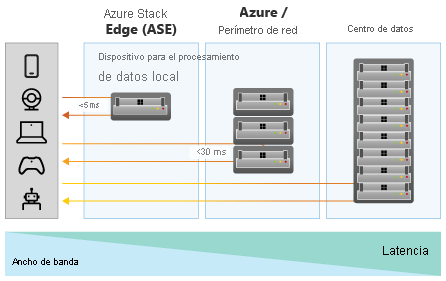 Azure Stack
Edge (ASE)
Dispositivo para el procesamiento
de datos local
<5 ms
Azure /
Perímetro de red
<30 ms
Centro de datos
Ancho de banda
Latencia